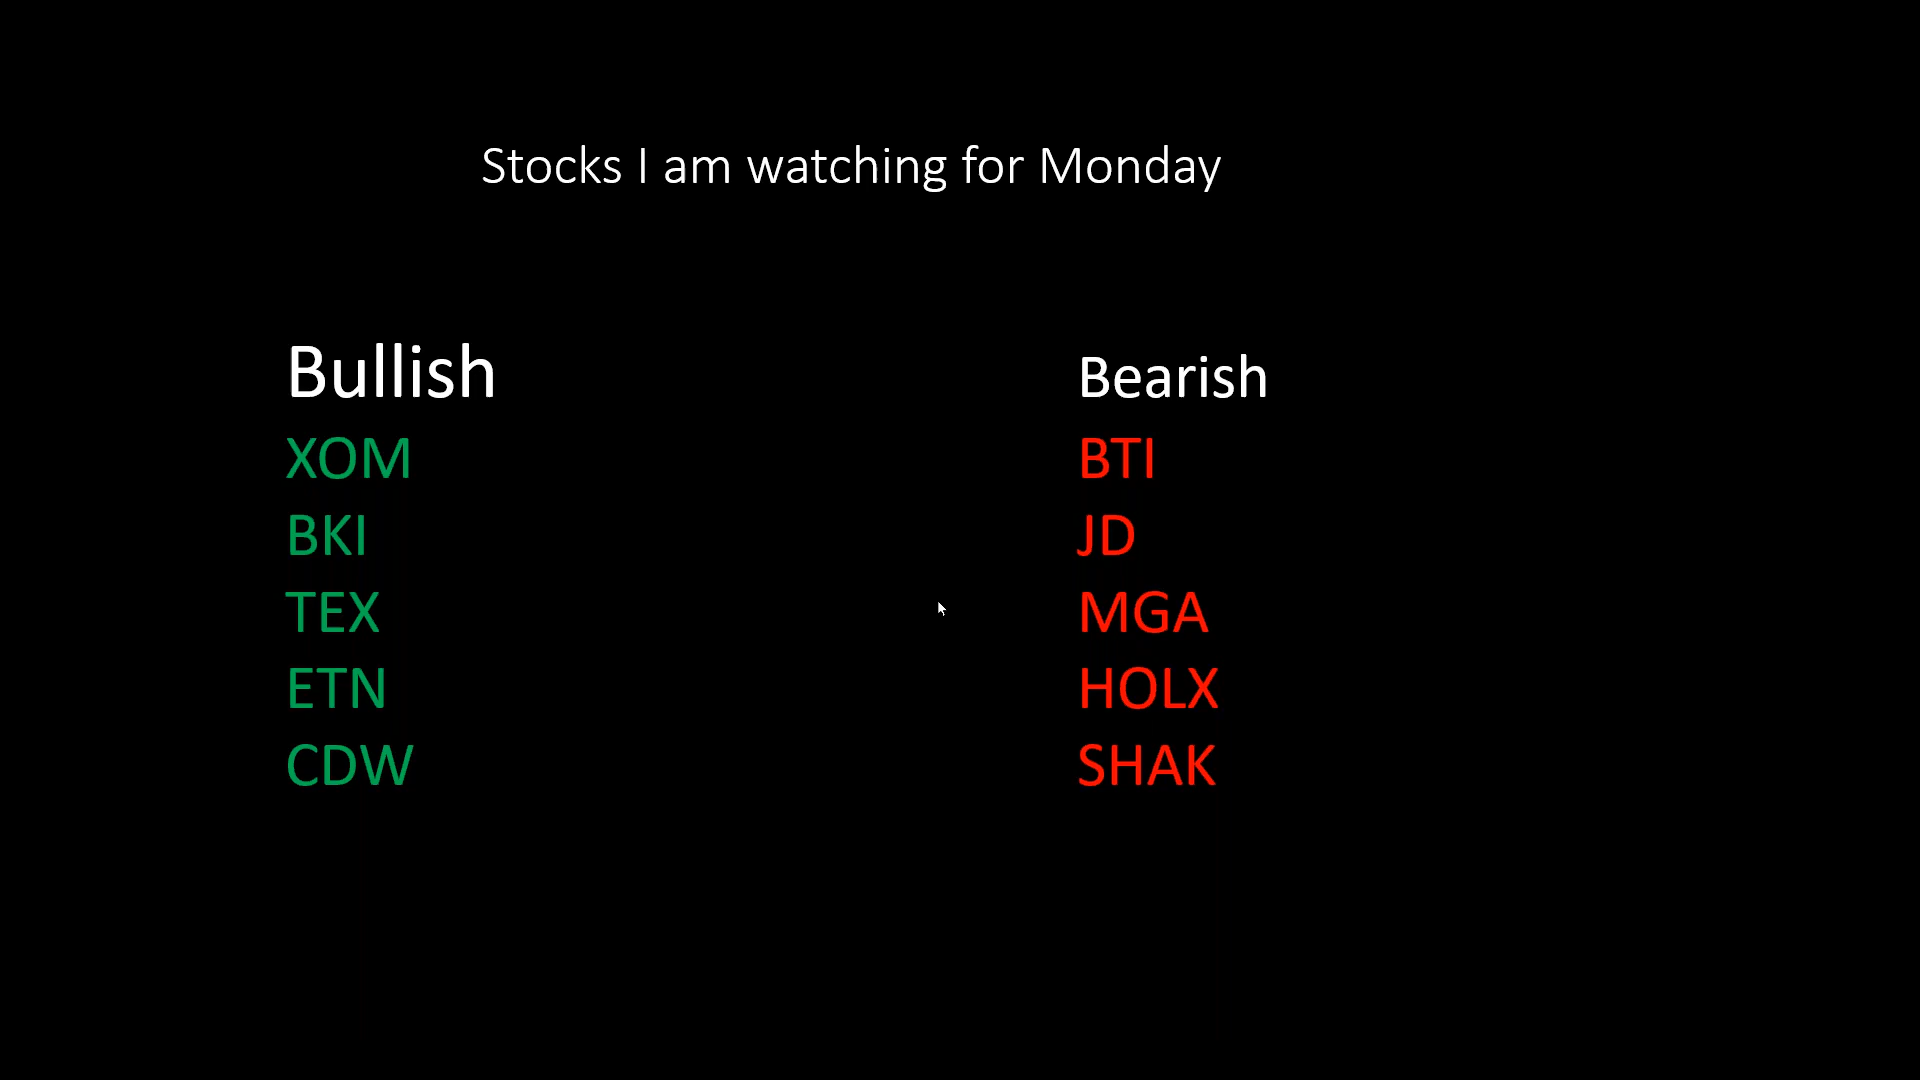 Stocks I am watching for Monday
Bullish
XOM
BKI
TEX
ETN
CDW
Bearish
BTI
JD
MGA
HOLX
SHAK